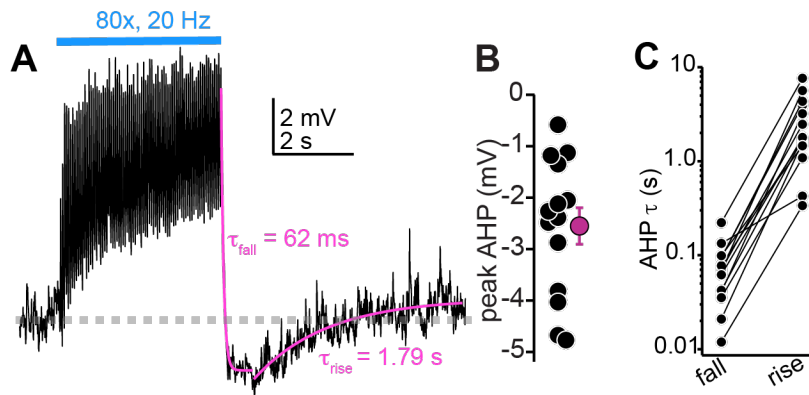 80x, 20 Hz
A
2 mV
2 s
τfall = 62 ms
τrise = 1.79 s
B
peak AHP (mV)
0
-1
-2
-3
-4
-5
C
AHP τ (s)
10
1.0
0.1
0.01
fall
rise